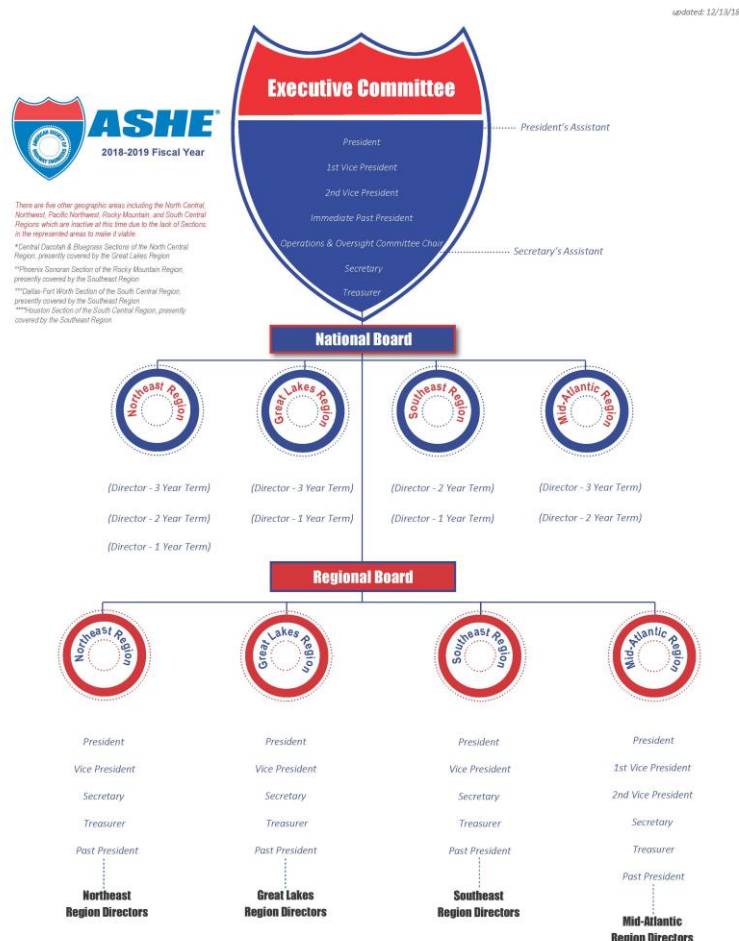 updated: 12/13/18
Executive Committee
AMERICAN SOCIETY OF HIGHWAY ENGINEERS
ASHE®
2018-2019 Fiscal Year
President's Assistant
President
1st Vice President
2nd Vice President
Immediate Past President
Operations & Oversight Committee Chair
Secretary's Assistant
Secretary
Treasurer
There are five other geographic areas including the North Central,
Northwest, Pacific Northwest, Rocky Mountain, and South Central
Regions which are inactive at this time due to the lack of Sections
in the represented areas to make it viable.
*Central Dacotah & Bluegrass Sections of the North Central
Region, presently covered by the Great Lakes Region
**Phoenix Sonoran Section of the Rocky Mountain Region,
presently covered by the Southeast Region
***Dallas-Fort Worth Section of the South Central Region,
presently covered by the Southeast Region
****Houston Section of the South Central Region, presently
covered by the Southeast Region
National Board
Northeast Region
Great Lakes Region
Southeast Region
Mid-Atlantic Region
(Director - 3 Year Term) (Director - 3 Year Term) (Director - 2 Year Term) (Director - 3 Year Term)
(Director - 2 Year Term) (Director - 1 Year Term) (Director - 1 Year Term) (Director - 2 Year Term)
(Director - 1 Year Term)
Regional Board
Northeast Region
Great Lakes Region
Southeast Region
Mid-Atlantic Region
President
Vice President
Secretary
Treasurer
Past President
Northeast
Region Directors
President
Vice President
Secretary
Treasurer
Past President
Great Lakes
Region Directors
President
Vice President
Secretary
Treasurer
Past President
Southeast
Region Directors
President
1st Vice President
2nd Vice President
Secretary
Treasurer
Past President
Mid-Atlantic
Region Directors